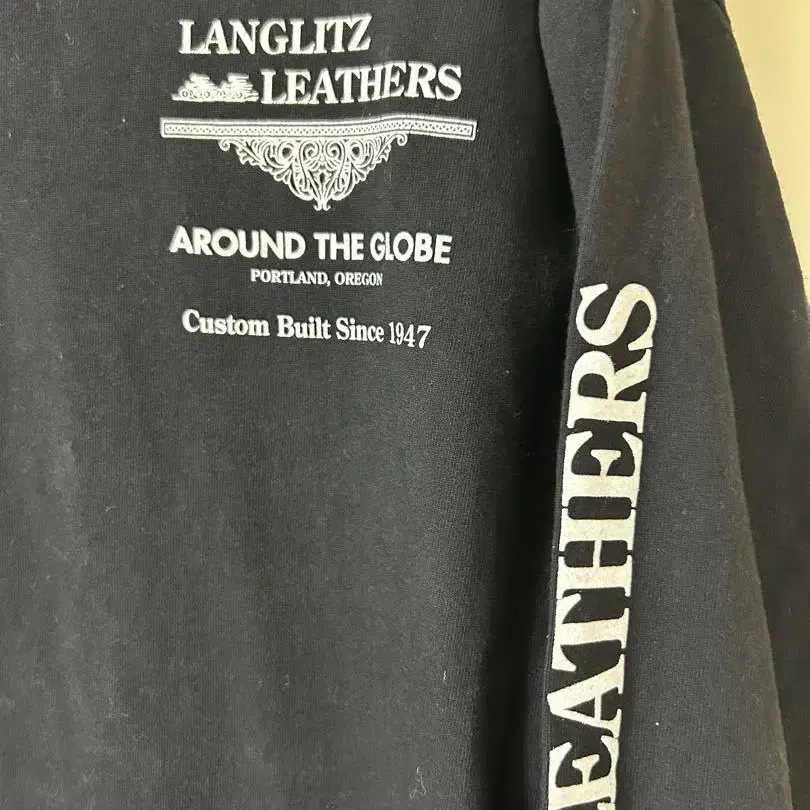 LANGLITZ
LEATHERS
AROUND THE GLOBE
PORTLAND, OREGON
Custom Built Since 1947
EATHERS